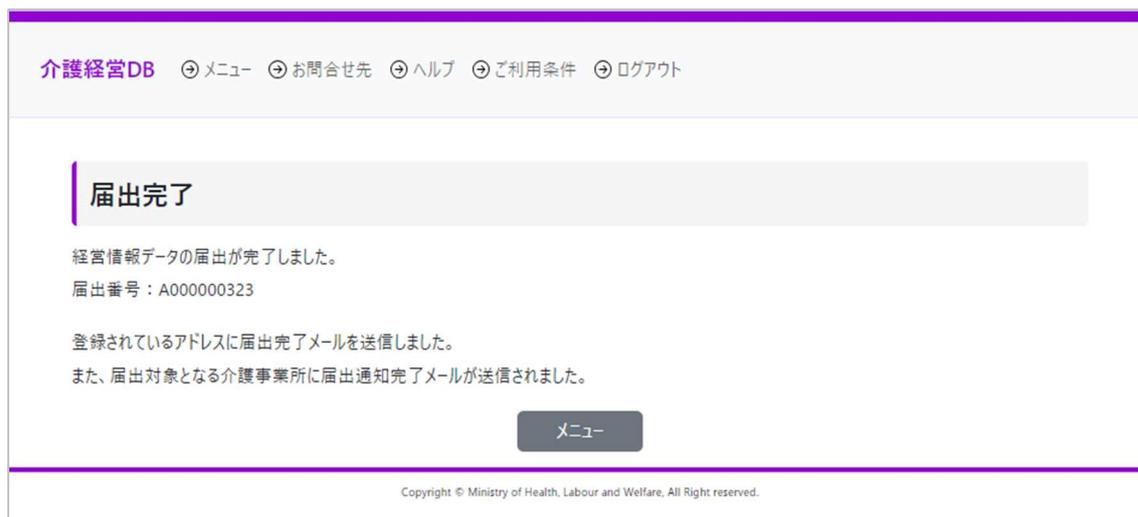 介護経営DB メニュー お問合せ先 ヘルプ ご利用条件 ログアウト
届出完了
経営情報データの届出が完了しました。
届出番号：A000000323
登録されているアドレスに届出完了メールを送信しました。
また、届出対象となる介護事業所に届出通知完了メールが送信されました。
メニュー
Copyright © Ministry of Health, Labour and Welfare, All Right reserved.